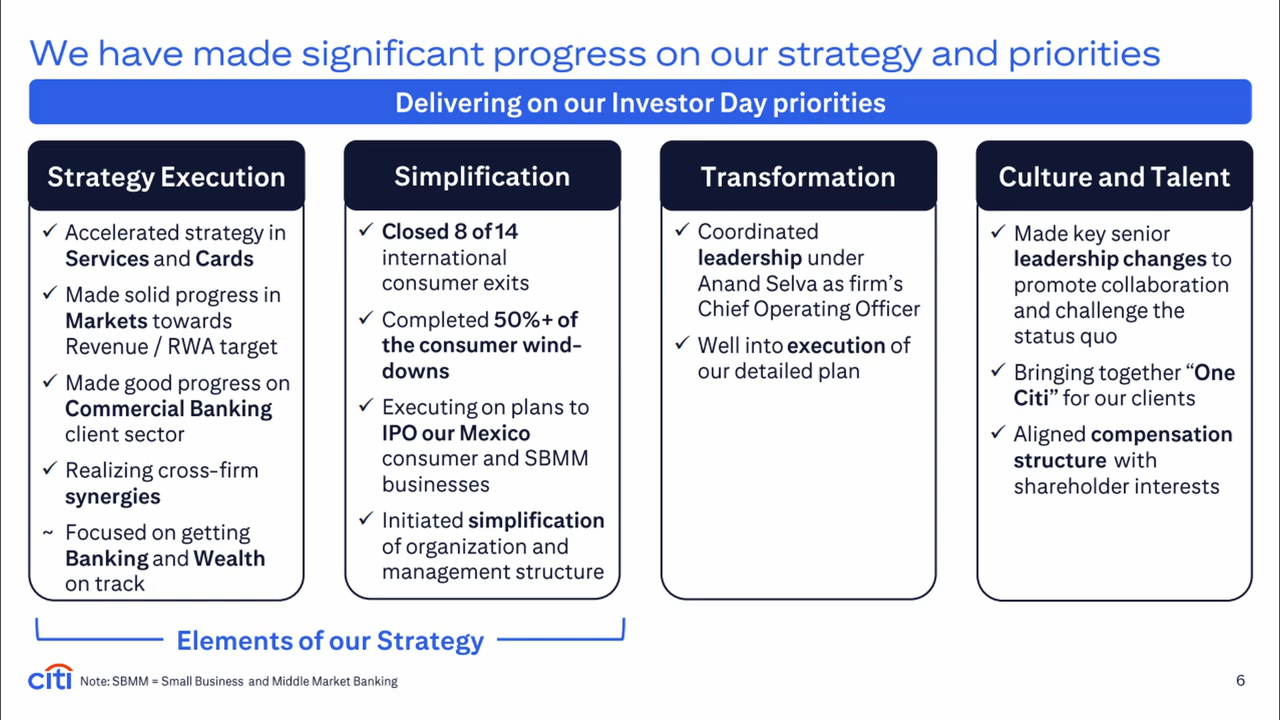 We have made significant progress on our strategy and priorities
Delivering on our Investor Day priorities
Strategy Execution
✓ Accelerated strategy in
Services and Cards
✓ Made solid progress in
Markets towards
Revenue / RWA target
✓ Made good progress on
Commercial Banking
client sector
✓ Realizing cross-firm
synergies
~ Focused on getting
Banking and Wealth
on track
Simplification
✓ Closed 8 of 14
international
consumer exits
✓ Completed 50%+ of
the consumer wind-
downs
✓ Executing on plans to
IPO our Mexico
consumer and SBMM
businesses
✓ Initiated simplification
of organization and
management structure
Transformation
✓ Coordinated
leadership under
Anand Selva as firm's
Chief Operating Officer
✓ Well into execution of
our detailed plan
Culture and Talent
✓ Made key senior
leadership changes to
promote collaboration
and challenge the
status quo
✓ Bringing together “One
Citi” for our clients
✓ Aligned compensation
structure with
shareholder interests
Elements of our Strategy
citi Note: SBMM = Small Business and Middle Market Banking
6